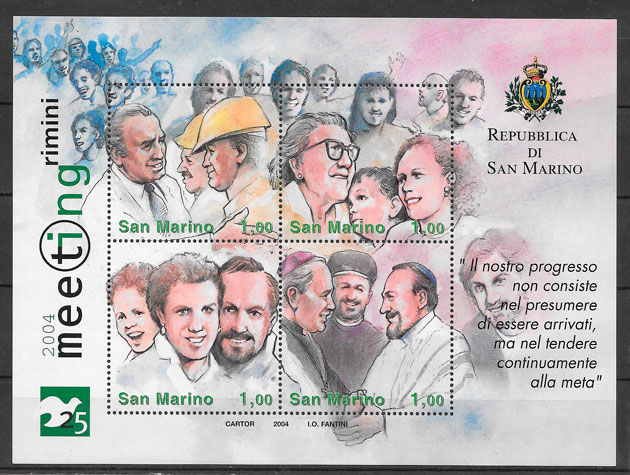 2004
meeting
rimini
25
REPUBBLICA
DI
SAN MARINO
San Marino 1,00
San Marino 1,00
San Marino 1,00
San Marino 1,00
" Il nostro progresso
non consiste
nel presumere
di essere arrivati,
ma nel tendere
continuamente
alla meta"
CARTOR 2004 I.O. FANTINI